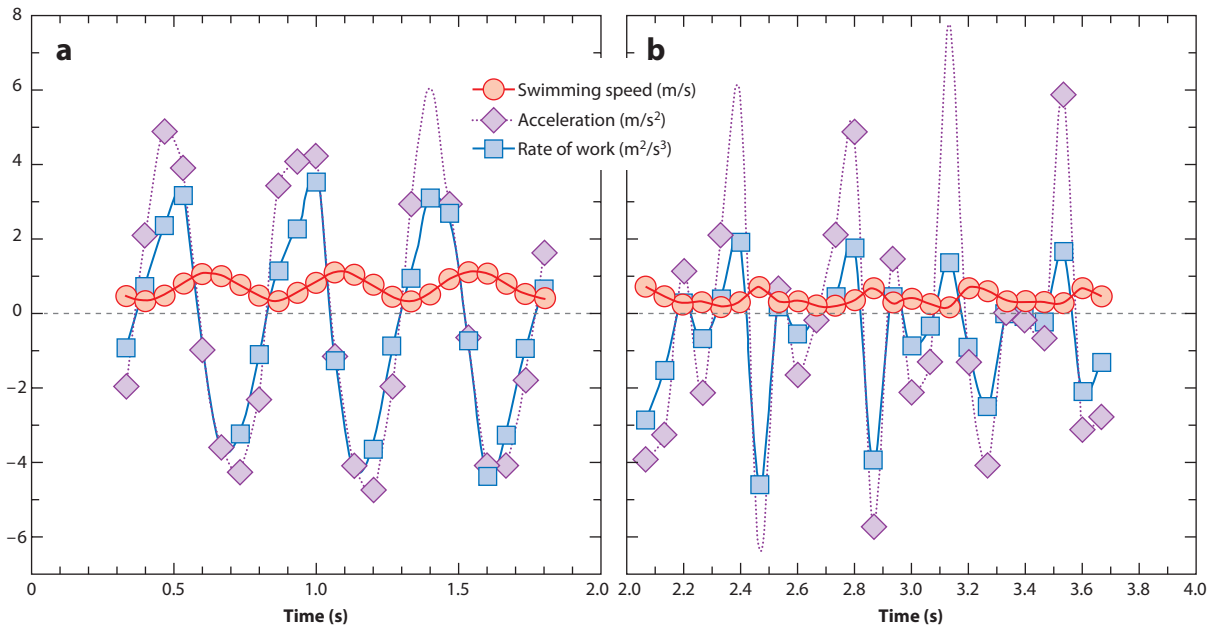 8
6
4
2
0
−2
−4
−6
a
b
Swimming speed (m/s)
Acceleration (m/s²)
Rate of work (m²/s³)
0 0.5 1.0 1.5 2.0
2.0 2.2 2.4 2.6 2.8 3.0 3.2 3.4 3.6 3.8 4.0
Time (s)
Time (s)